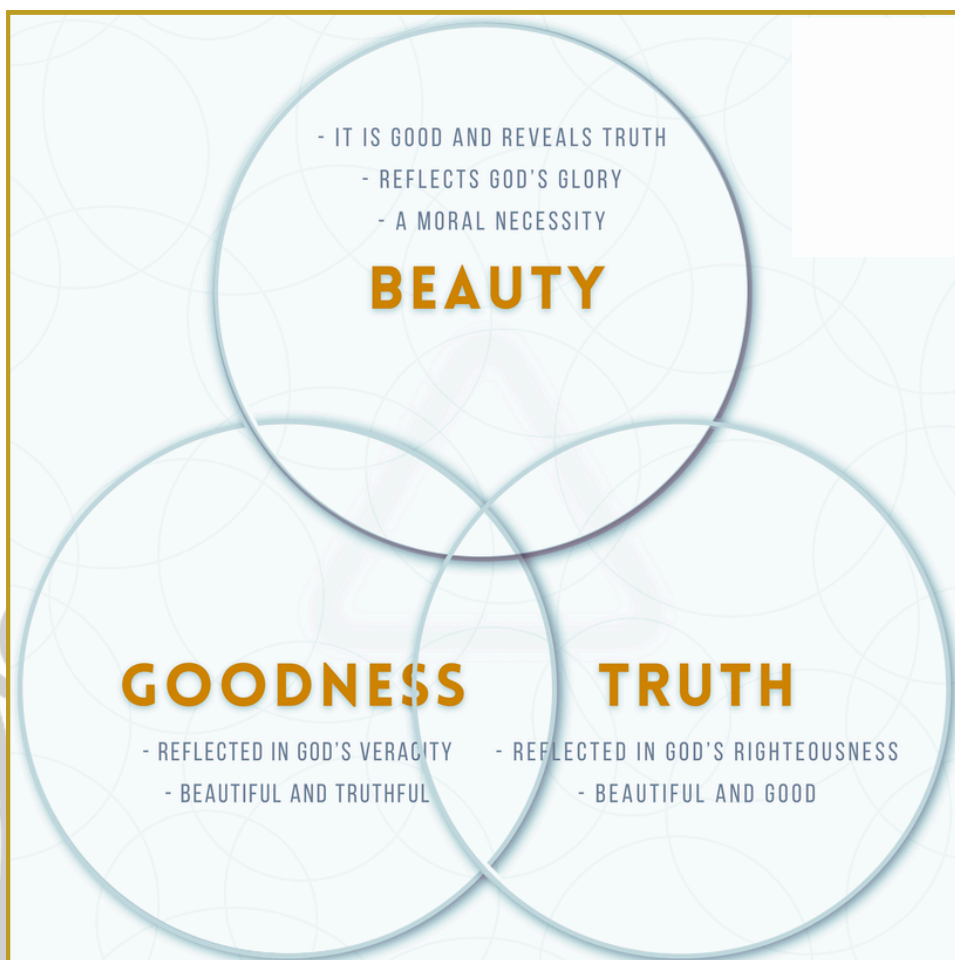 - IT IS GOOD AND REVEALS TRUTH
- REFLECTS GOD'S GLORY
- A MORAL NECESSITY
BEAUTY
GOODNESS
- REFLECTED IN GOD'S VERACITY
- BEAUTIFUL AND TRUTHFUL
TRUTH
- REFLECTED IN GOD'S RIGHTEOUSNESS
- BEAUTIFUL AND GOOD